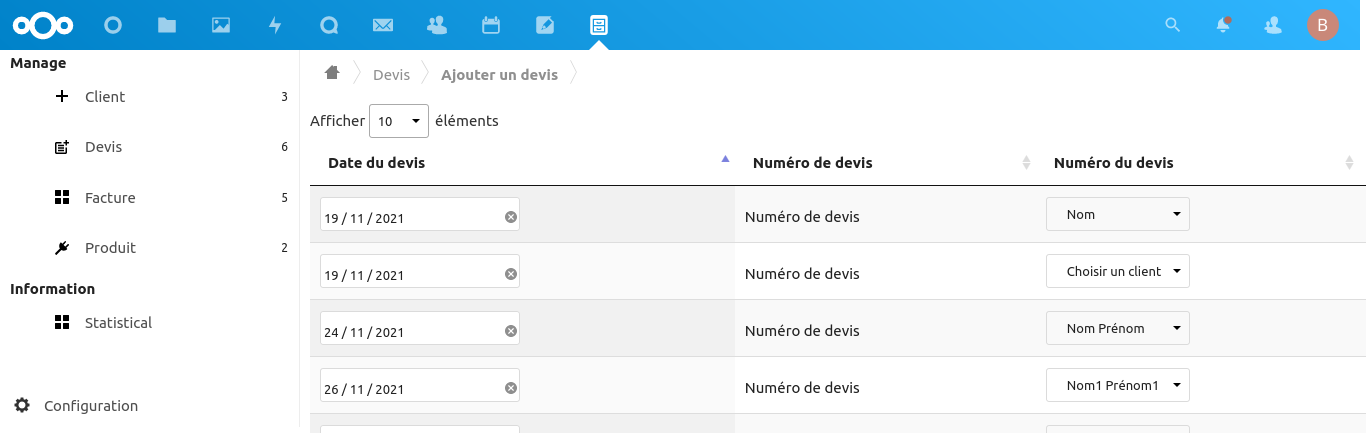 B
Manage
Client 3
Devis 6
Facture 5
Produit 2
Information
Statistical
Configuration
Devis Ajouter un devis
Afficher 10 éléments
Date du devis Numéro de devis Numéro du devis
19 / 11 / 2021 Numéro de devis Nom
19 / 11 / 2021 Numéro de devis Choisir un client
24 / 11 / 2021 Numéro de devis Nom Prénom
26 / 11 / 2021 Numéro de devis Nom1 Prénom1